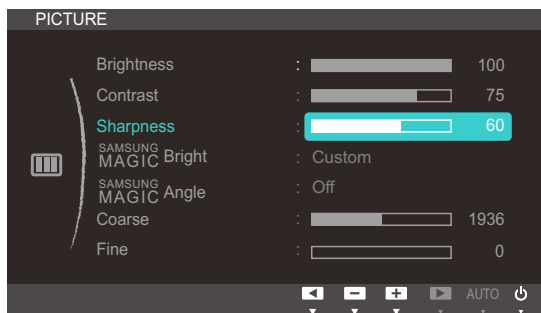 PICTURE
Brightness : 100
Contrast : 75
Sharpness : 60
SAMSUNG MAGIC Bright : Custom
SAMSUNG MAGIC Angle : Off
Coarse : 1936
Fine : 0
AUTO